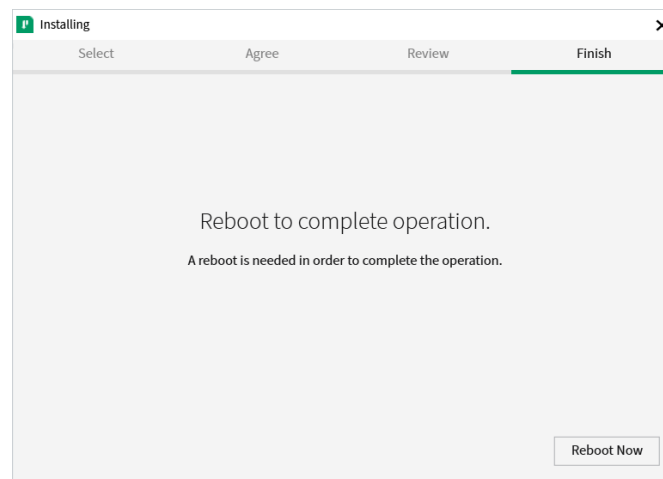 Installing
Select Agree Review Finish
Reboot to complete operation.
A reboot is needed in order to complete the operation.
Reboot Now